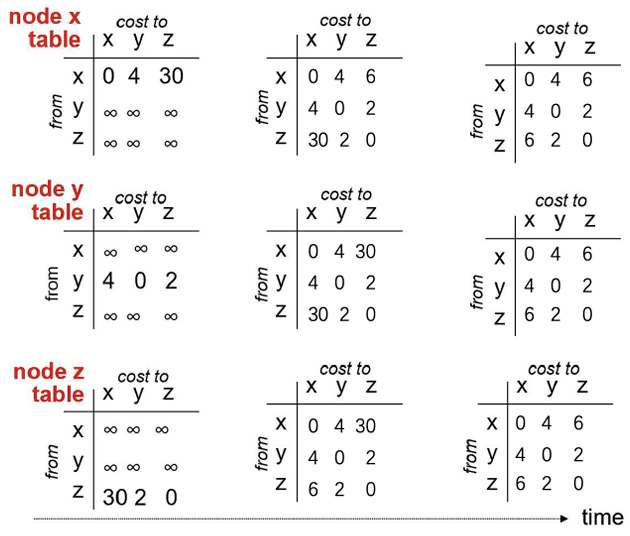 node x table
cost to
x y z
from
x 0 4 30
y ∞ ∞ ∞
z ∞ ∞ ∞
cost to
x y z
from
x 0 4 6
y 4 0 2
z 30 2 0
cost to
x y z
from
x 0 4 6
y 4 0 2
z 6 2 0
node y table
cost to
x y z
from
x ∞ ∞ ∞
y 4 0 2
z ∞ ∞ ∞
cost to
x y z
from
x 0 4 30
y 4 0 2
z 30 2 0
cost to
x y z
from
x 0 4 6
y 4 0 2
z 6 2 0
node z table
cost to
x y z
from
x ∞ ∞ ∞
y ∞ ∞ ∞
z 30 2 0
cost to
x y z
from
x 0 4 30
y 4 0 2
z 6 2 0
cost to
x y z
from
x 0 4 6
y 4 0 2
z 6 2 0
time